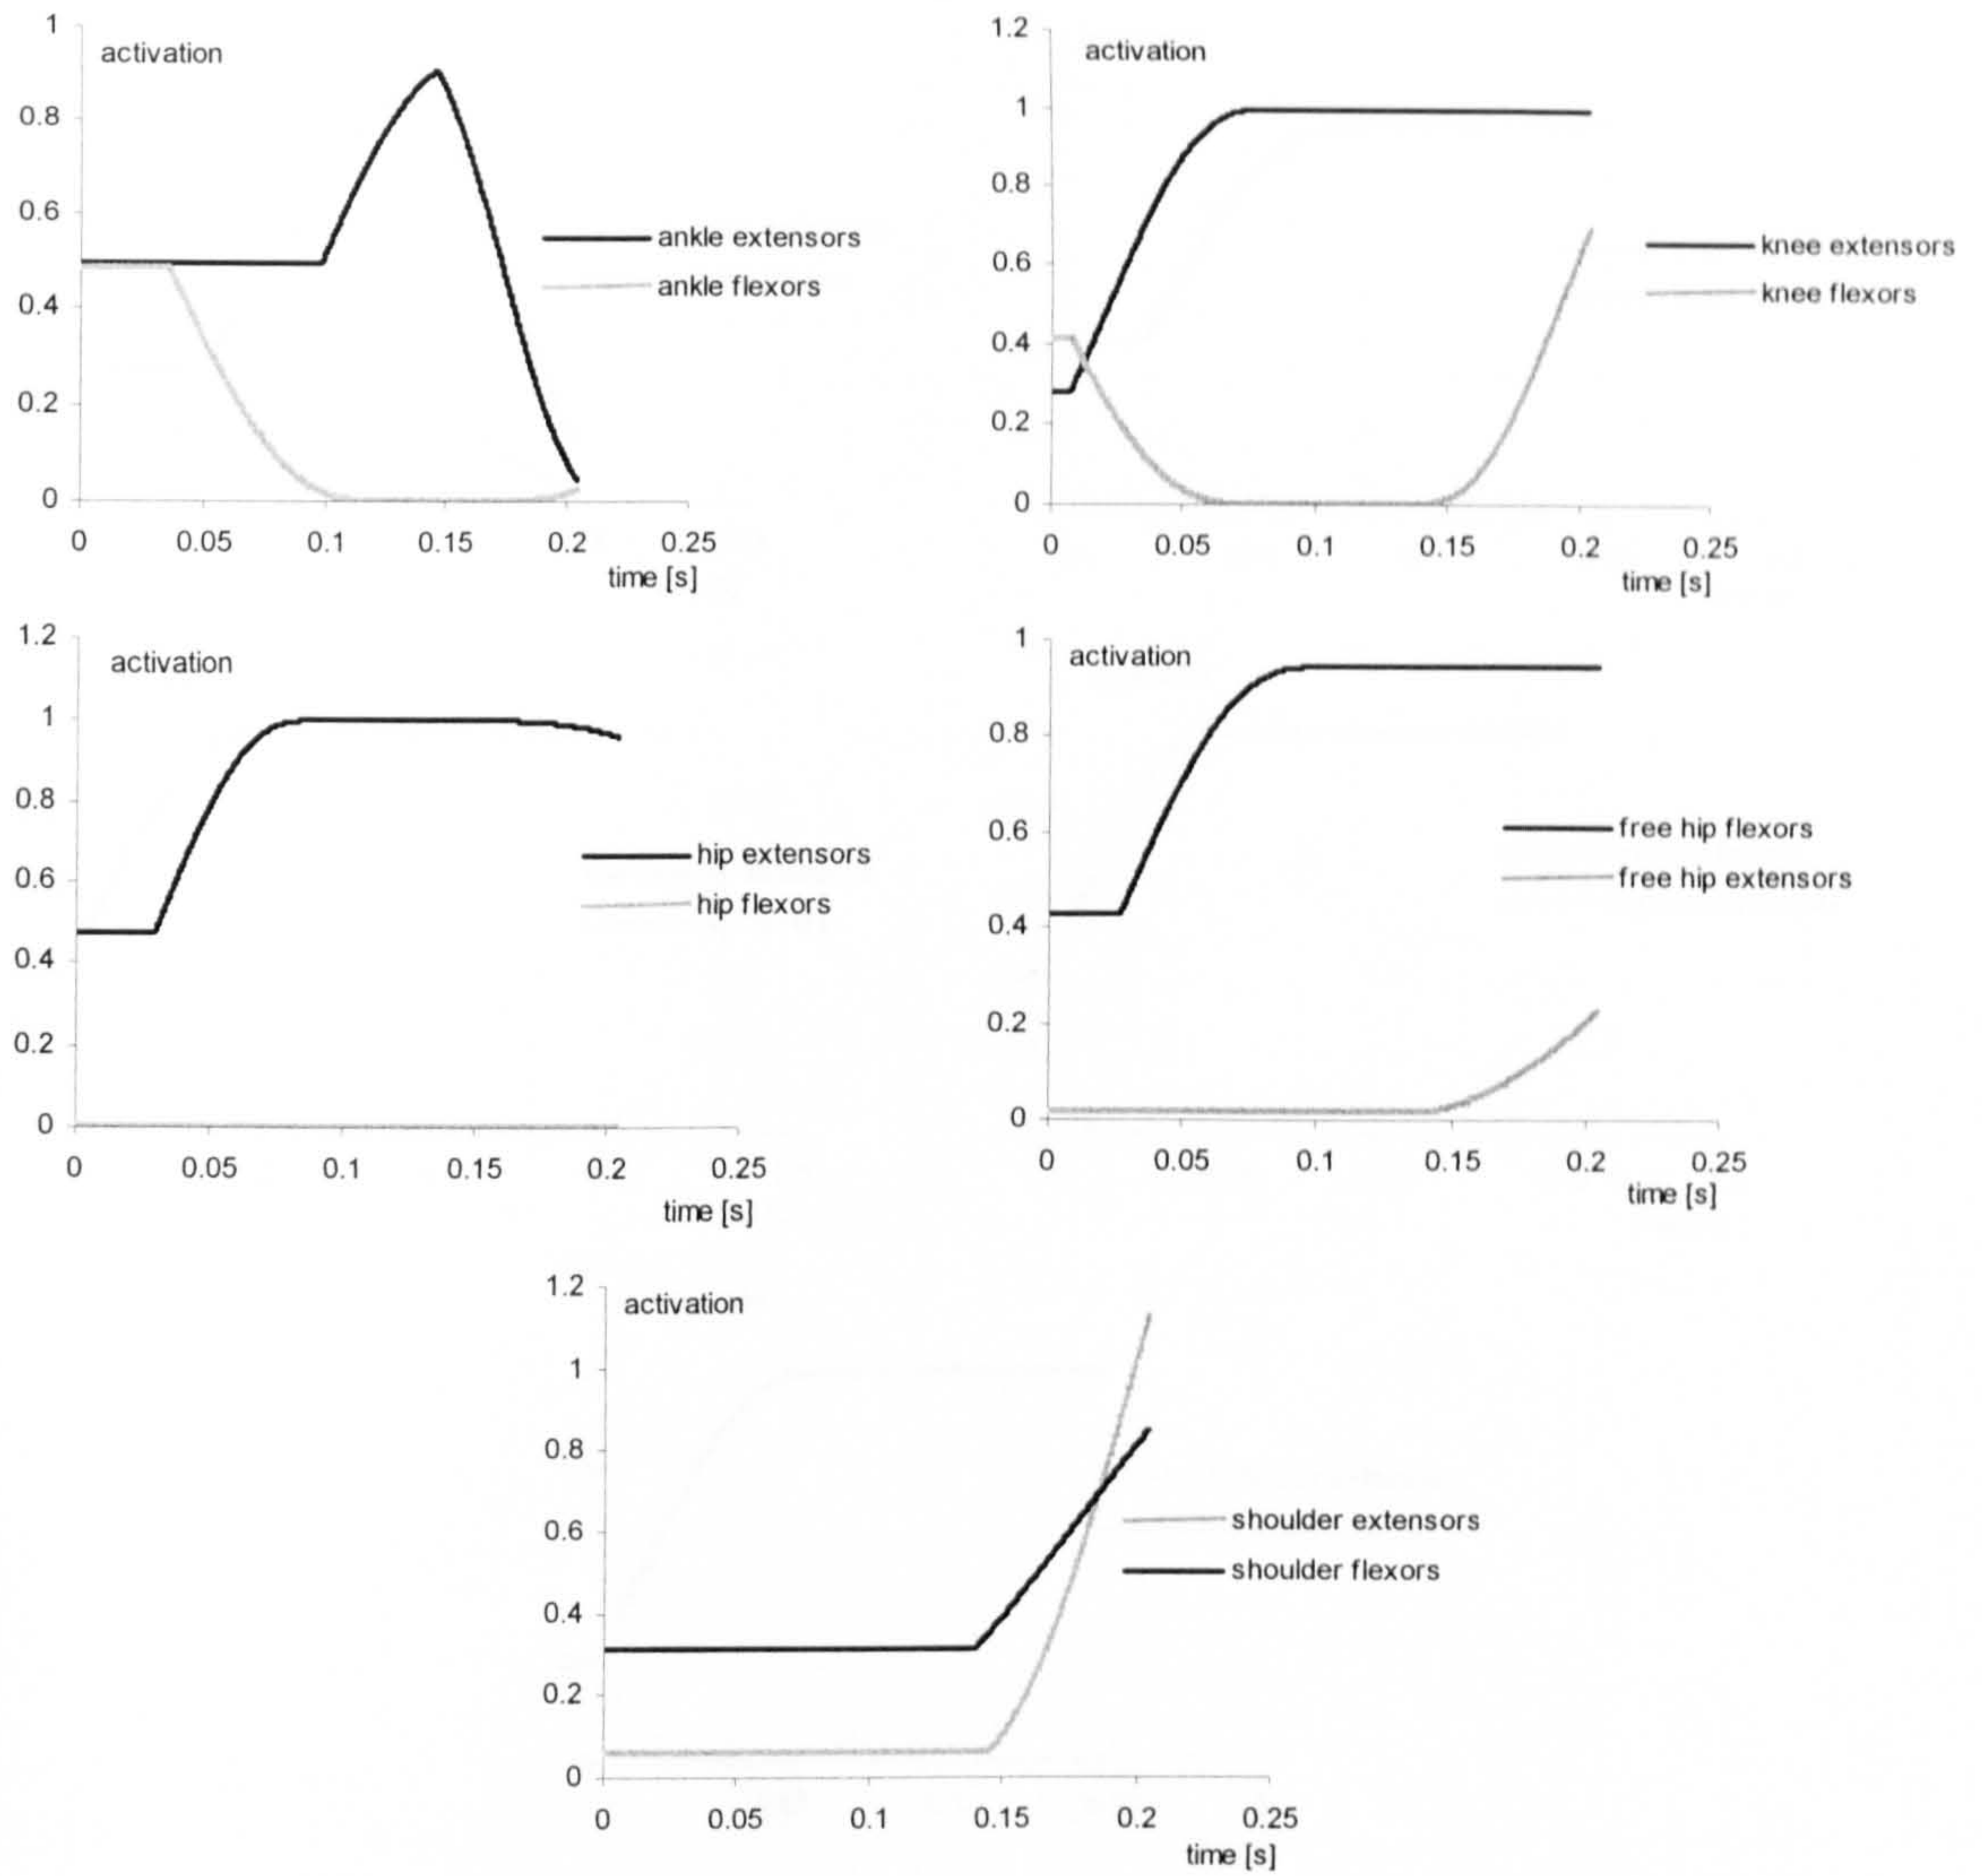 1
activation
0.8
0.6
ankle extensors
0.4
ankle flexors
0.2
0
0 0.05 0.1 0.15 0.2 0.25
time [s]
1.2
activation
1
0.8
0.6
knee extensors
knee flexors
0.4
0.2
0
0 0.05 0.1 0.15 0.2 0.25
time [s]
1.2
activation
1
0.8
0.6
hip extensors
hip flexors
0.4
0.2
0
0 0.05 0.1 0.15 0.2 0.25
time [s]
1
activation
0.8
0.6
free hip flexors
free hip extensors
0.4
0.2
0
0 0.05 0.1 0.15 0.2 0.25
time [s]
1.2
activation
1
0.8
0.6
shoulder extensors
shoulder flexors
0.4
0.2
0
0 0.05 0.1 0.15 0.2 0.25
time [s]